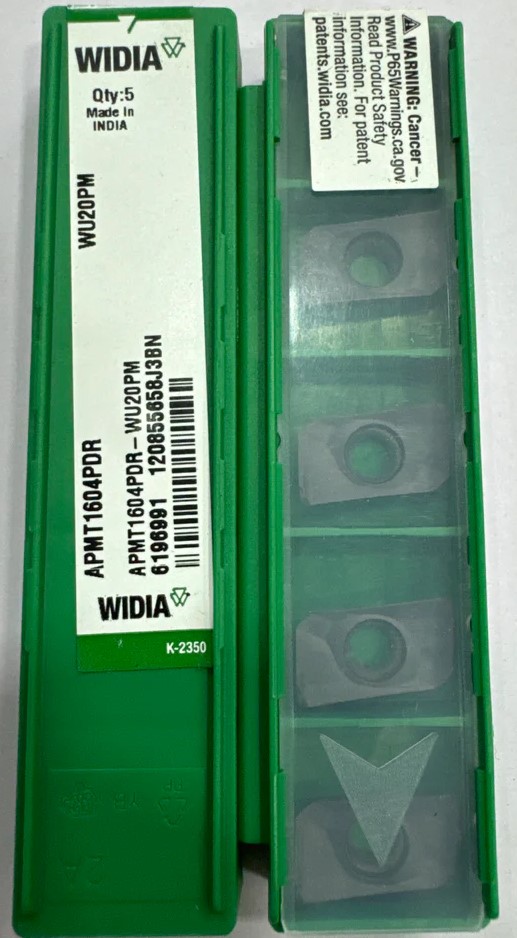 WIDIA
Qty:5
Made In
INDIA
WU20PM
APMT1604PDR
APMT1604PDR-WU20PM
6196991 120855658J3BN
WIDIA
K-2350
WARNING: Cancer –
www.P65Warnings.ca.gov
Read Product Safety
Information. For patent
information see:
patents.widia.com